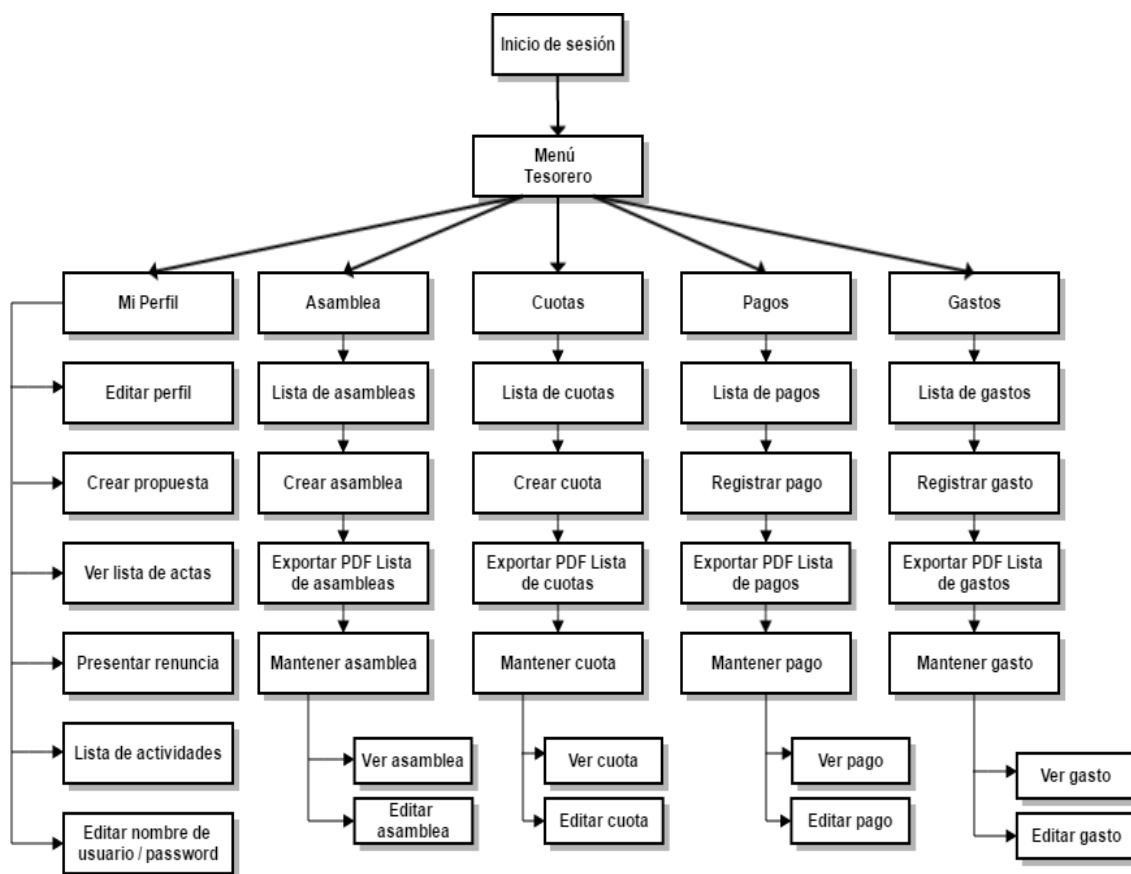 Inicio de sesión
Menú
Tesorero
Mi Perfil
Asamblea
Cuotas
Pagos
Gastos
Editar perfil
Lista de asambleas
Lista de cuotas
Lista de pagos
Lista de gastos
Crear propuesta
Crear asamblea
Crear cuota
Registrar pago
Registrar gasto
Ver lista de actas
Exportar PDF Lista
de asambleas
Exportar PDF Lista
de cuotas
Exportar PDF Lista
de pagos
Exportar PDF Lista
de gastos
Presentar renuncia
Mantener asamblea
Mantener cuota
Mantener pago
Mantener gasto
Lista de actividades
Ver asamblea
Ver cuota
Ver pago
Ver gasto
Editar nombre de
usuario / password
Editar
asamblea
Editar cuota
Editar pago
Editar gasto